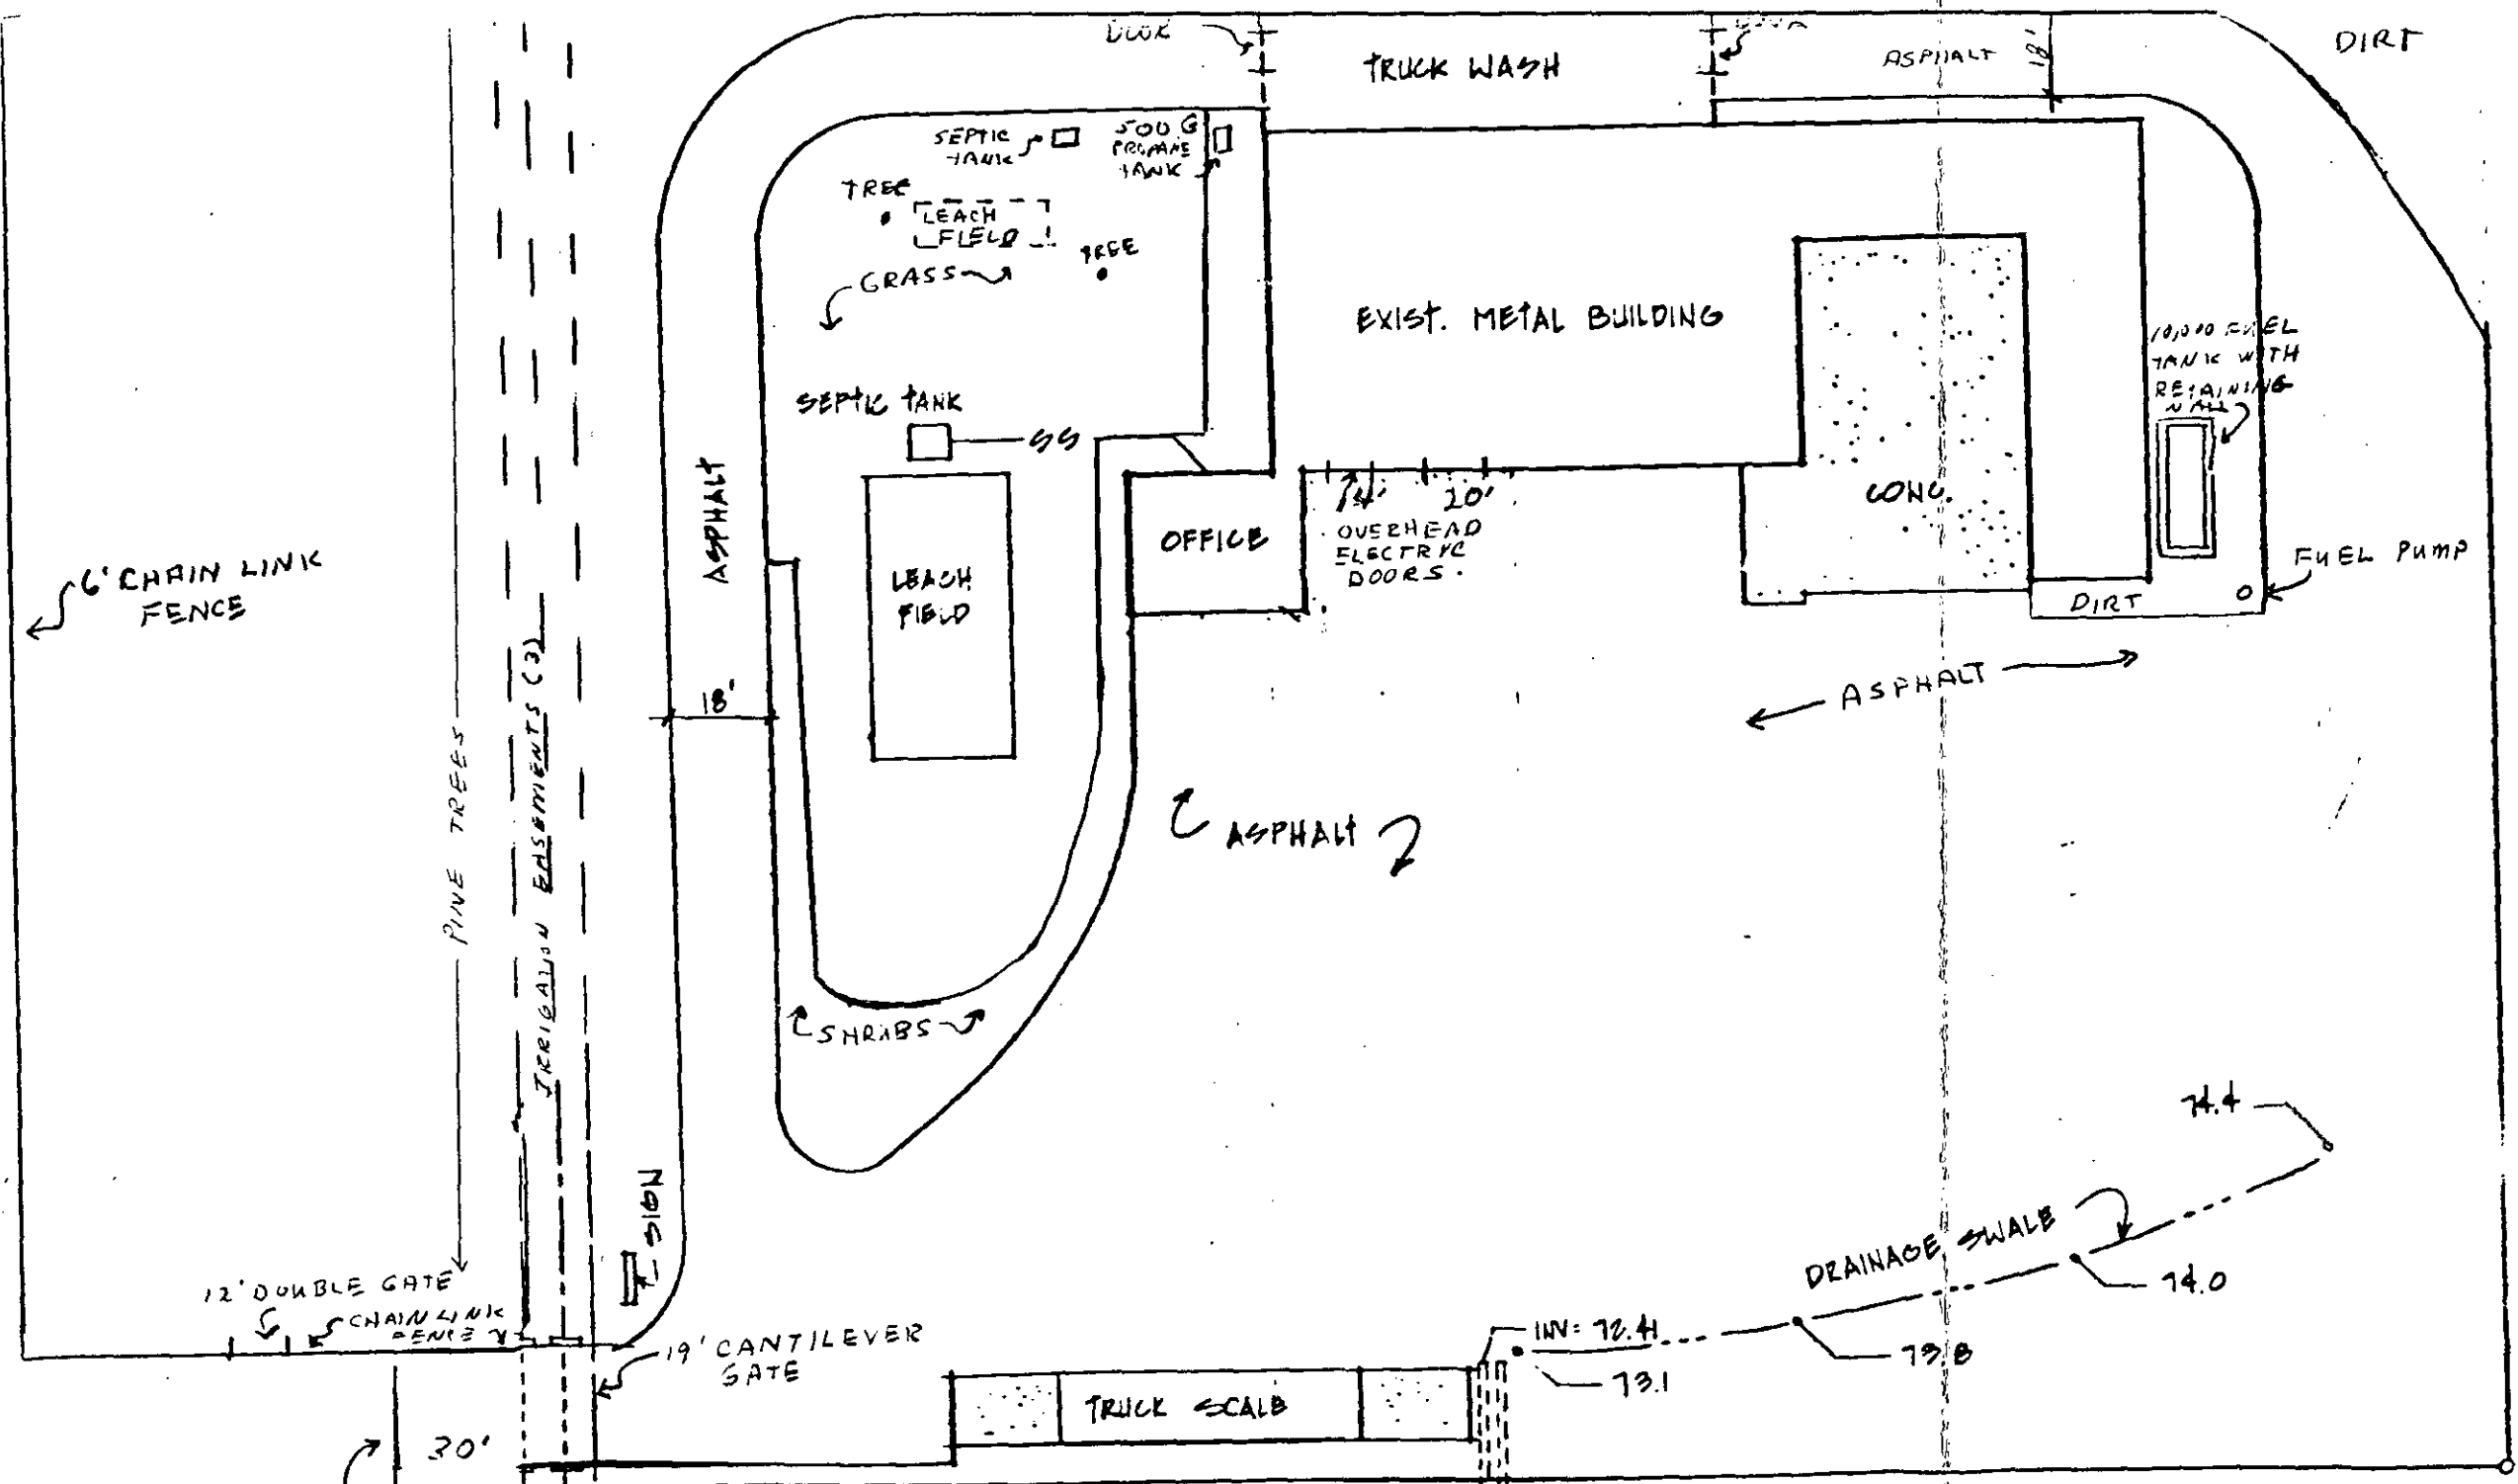 DOOR
TRUCK WASH
ASPHALT
18'
DIRT
SEPTIC
TANK
500 G
PROPANE
TANK
TREE
LEACH
FIELD
TREE
GRASS
EXIST. METAL BUILDING
10,000 FUEL
TANK WITH
RETAINING
WALL
SEPTIC TANK
SS
ASPHALT
14'
20'
OVERHEAD
ELECTRIC
DOORS.
CONC.
OFFICE
6' CHAIN LINK
FENCE
LEACH
FIELD
FUEL PUMP
DIRT
ASPHALT
18'
PINE TREES
IRRIGATION EASEMENTS (3)
ASPHALT
SHRUBS
SIGN
74.4
DRAINAGE SWALE
74.0
12' DOUBLE GATE
CHAIN LINK
FENCE
19' CANTILEVER
GATE
INV= 72.41
73.8
73.1
TRUCK SCALE
30'